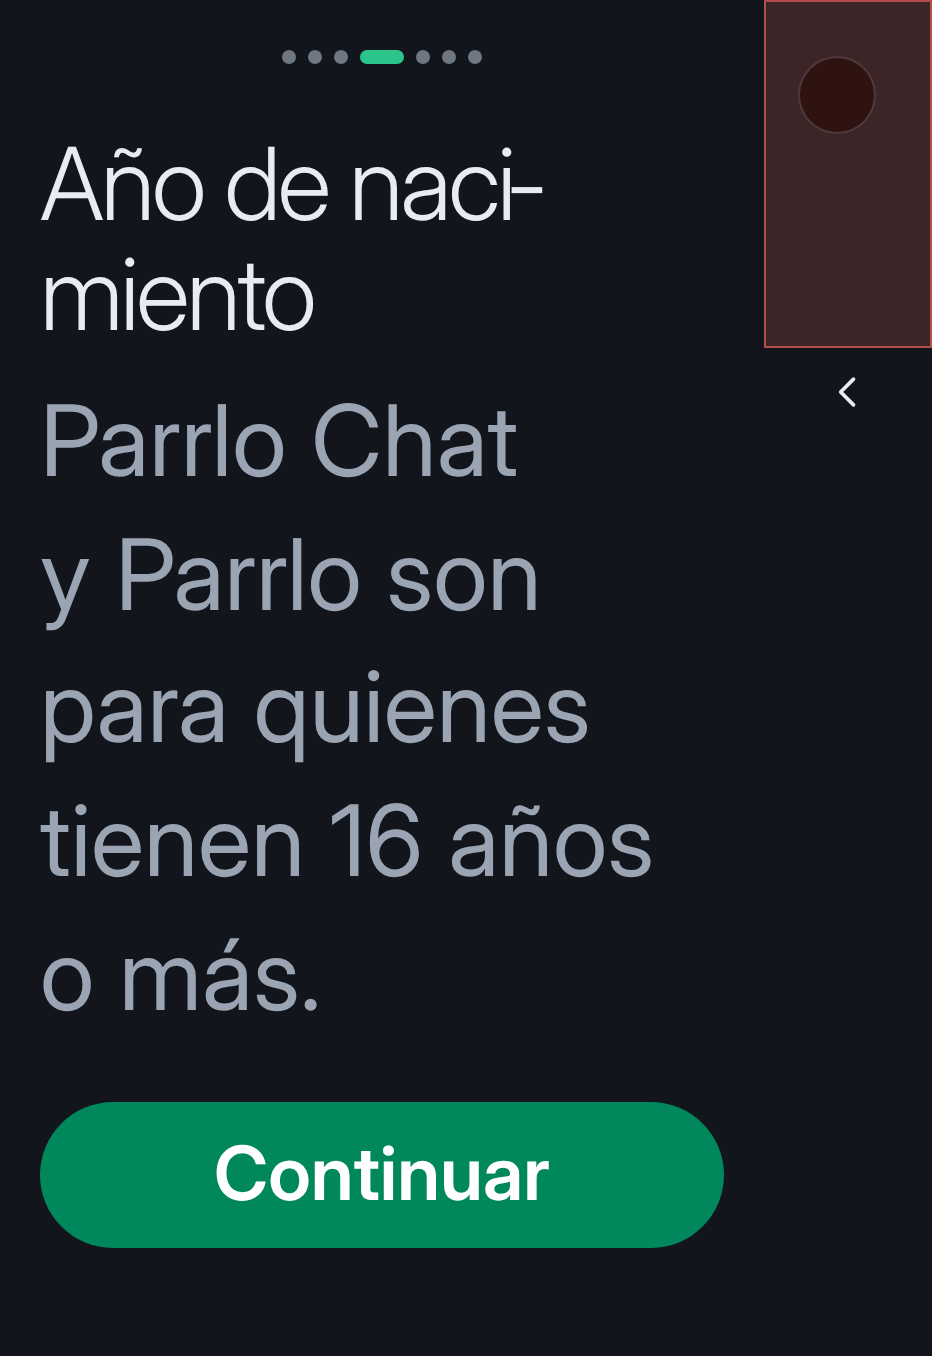 Año de naci-
miento
Parrlo Chat
y Parrlo son
para quienes
tienen 16 años
o más.
Continuar